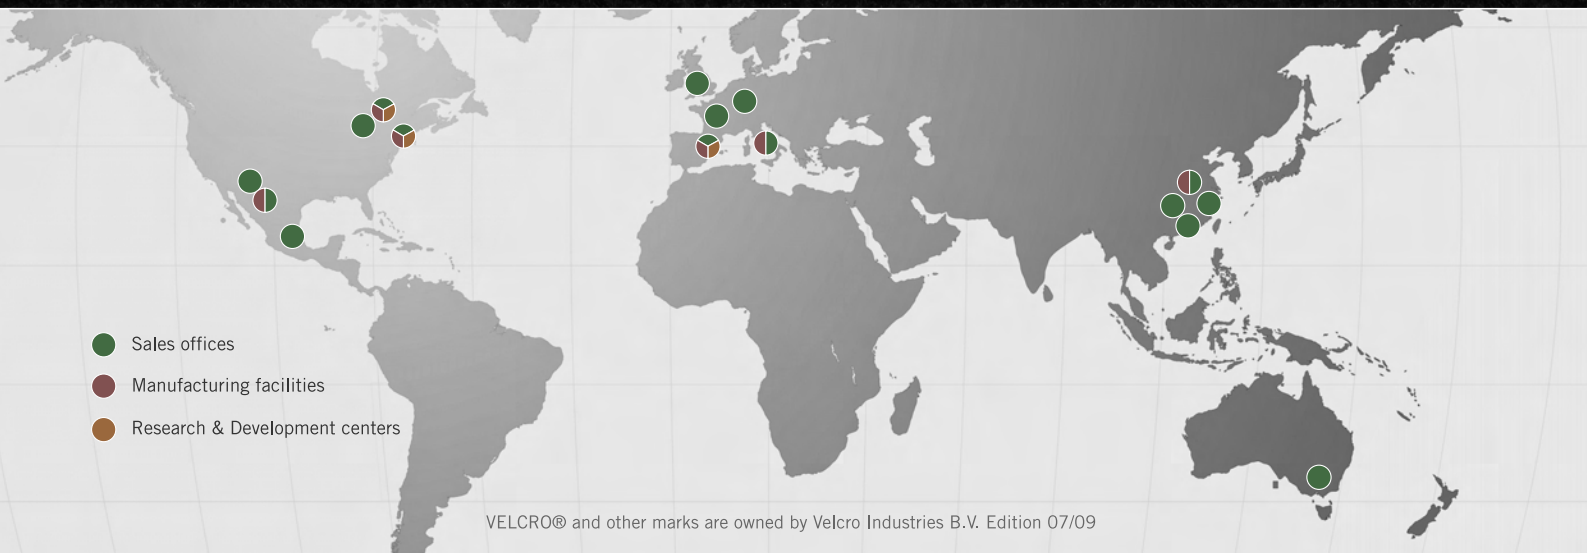 Sales offices
Manufacturing facilities
Research & Development centers
VELCRO® and other marks are owned by Velcro Industries B.V. Edition 07/09